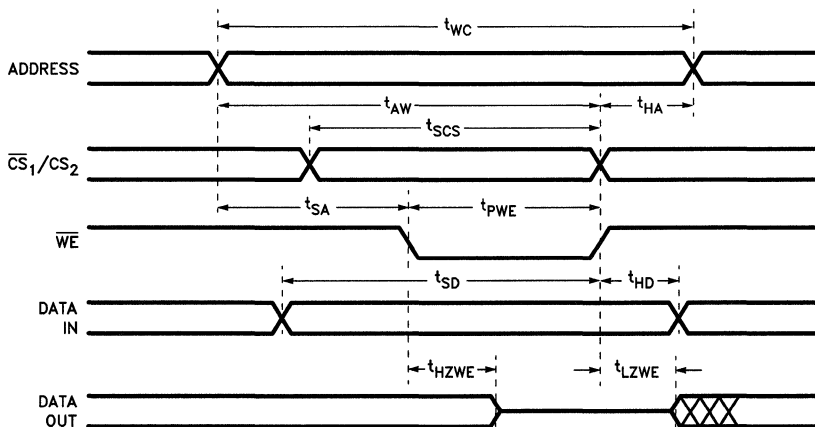 tWC
ADDRESS
tAW
tHA
tSCS
CS1/CS2
tSA
tPWE
WE
tSD
tHD
DATA
IN
tHZWE
tLZWE
DATA
OUT